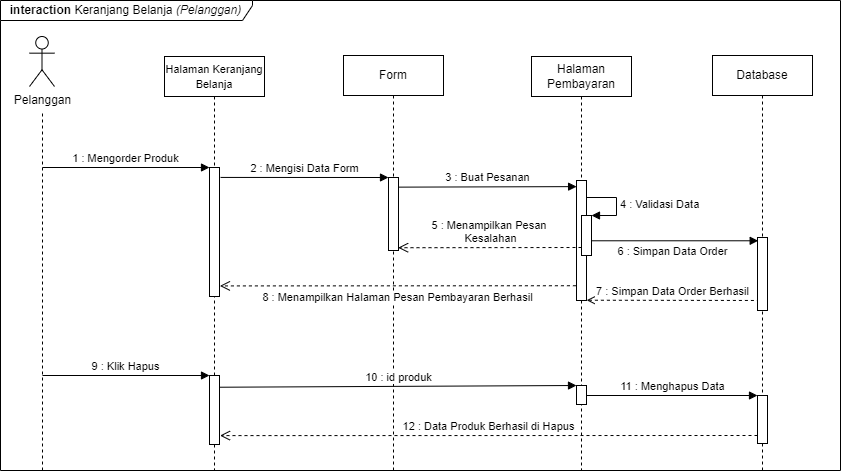 interaction Keranjang Belanja (Pelanggan)
Pelanggan
Halaman Keranjang
Belanja
Form
Halaman
Pembayaran
Database
1 : Mengorder Produk
2 : Mengisi Data Form
3 : Buat Pesanan
4 : Validasi Data
5 : Menampilkan Pesan
Kesalahan
6 : Simpan Data Order
7 : Simpan Data Order Berhasil
8 : Menampilkan Halaman Pesan Pembayaran Berhasil
9 : Klik Hapus
10 : id produk
11 : Menghapus Data
12 : Data Produk Berhasil di Hapus